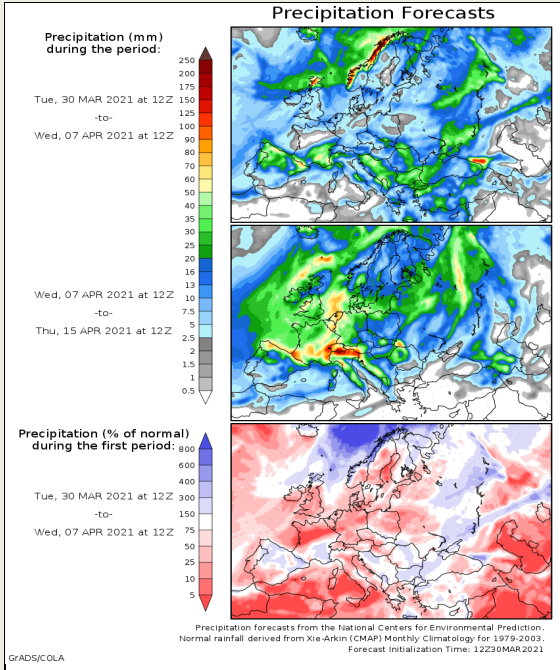 Precipitation Forecasts
Precipitation (mm)
during the period:
Tue, 30 MAR 2021 at 12Z
-to-
Wed, 07 APR 2021 at 12Z
250
200
175
150
125
100
90
80
70
60
50
40
35
30
25
20
16
13
10
7.5
5
2.5
2
1.5
1
0.5
Wed, 07 APR 2021 at 12Z
-to-
Thu, 15 APR 2021 at 12Z
Precipitation (% of normal)
during the first period:
Tue, 30 MAR 2021 at 12Z
-to-
Wed, 07 APR 2021 at 12Z
800
600
400
300
150
75
50
25
10
5
Precipitation forecasts from the National Centers for Environmental Prediction.
Normal rainfall derived from Xie-Arkin (CMAP) Monthly Climatology for 1979-2003.
Forecast Initialization Time: 12Z30MAR2021
GrADS/COLA